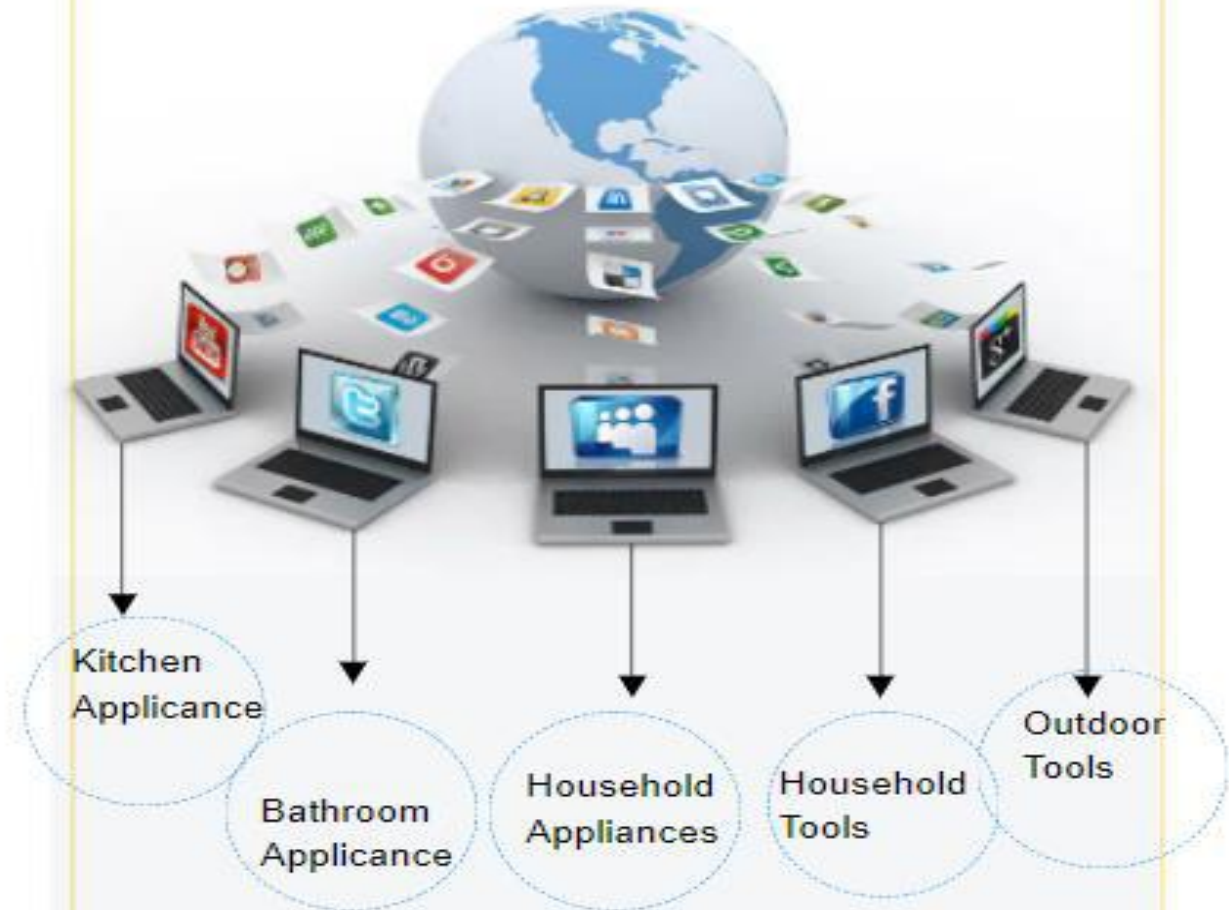 Kitchen
Applicance
Bathroom
Applicance
Household
Appliances
Household
Tools
Outdoor
Tools